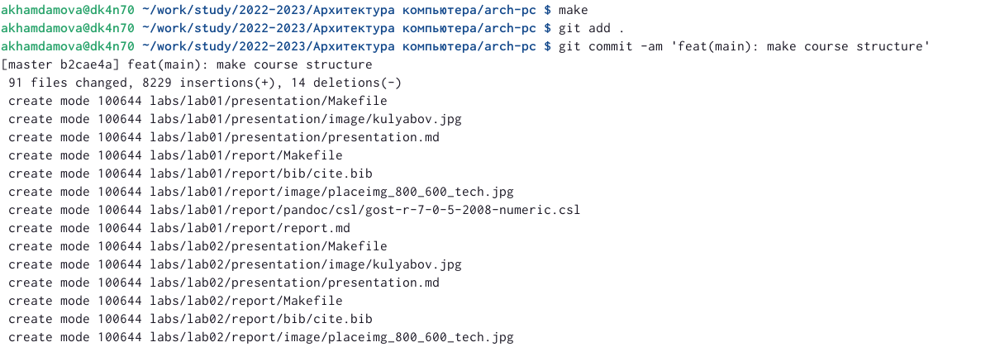 akhamdamova@dk4n70 ~/work/study/2022-2023/Архитектура компьютера/arch-pc $ make
akhamdamova@dk4n70 ~/work/study/2022-2023/Архитектура компьютера/arch-pc $ git add .
akhamdamova@dk4n70 ~/work/study/2022-2023/Архитектура компьютера/arch-pc $ git commit -am 'feat(main): make course structure'
[master b2cae4a] feat(main): make course structure
 91 files changed, 8229 insertions(+), 14 deletions(-)
 create mode 100644 labs/lab01/presentation/Makefile
 create mode 100644 labs/lab01/presentation/image/kulyabov.jpg
 create mode 100644 labs/lab01/presentation/presentation.md
 create mode 100644 labs/lab01/report/Makefile
 create mode 100644 labs/lab01/report/bib/cite.bib
 create mode 100644 labs/lab01/report/image/placeimg_800_600_tech.jpg
 create mode 100644 labs/lab01/report/pandoc/csl/gost-r-7-0-5-2008-numeric.csl
 create mode 100644 labs/lab01/report/report.md
 create mode 100644 labs/lab02/presentation/Makefile
 create mode 100644 labs/lab02/presentation/image/kulyabov.jpg
 create mode 100644 labs/lab02/presentation/presentation.md
 create mode 100644 labs/lab02/report/Makefile
 create mode 100644 labs/lab02/report/bib/cite.bib
 create mode 100644 labs/lab02/report/image/placeimg_800_600_tech.jpg